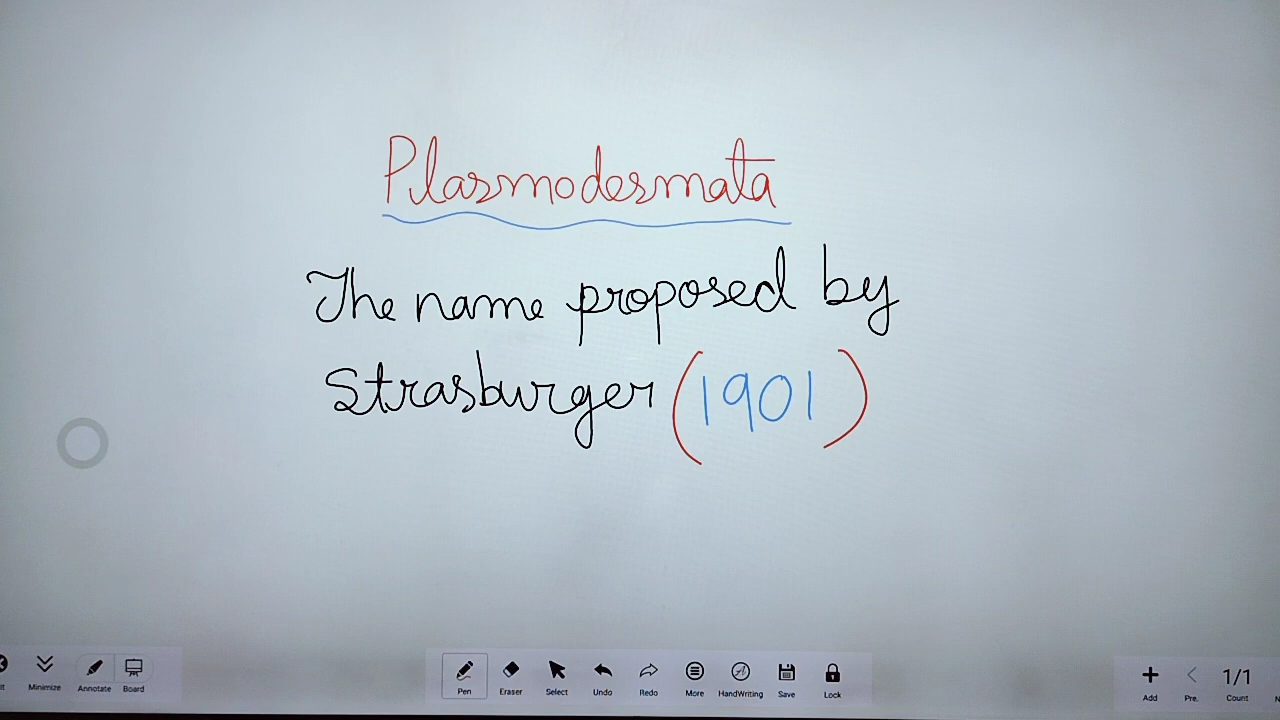 Plasmodesmata
The name proposed by
Strasburger (1901)
Minimize Annotate Board Pen Eraser Select Undo Redo More HandWriting Save Lock Add Pre. 1/1 Count